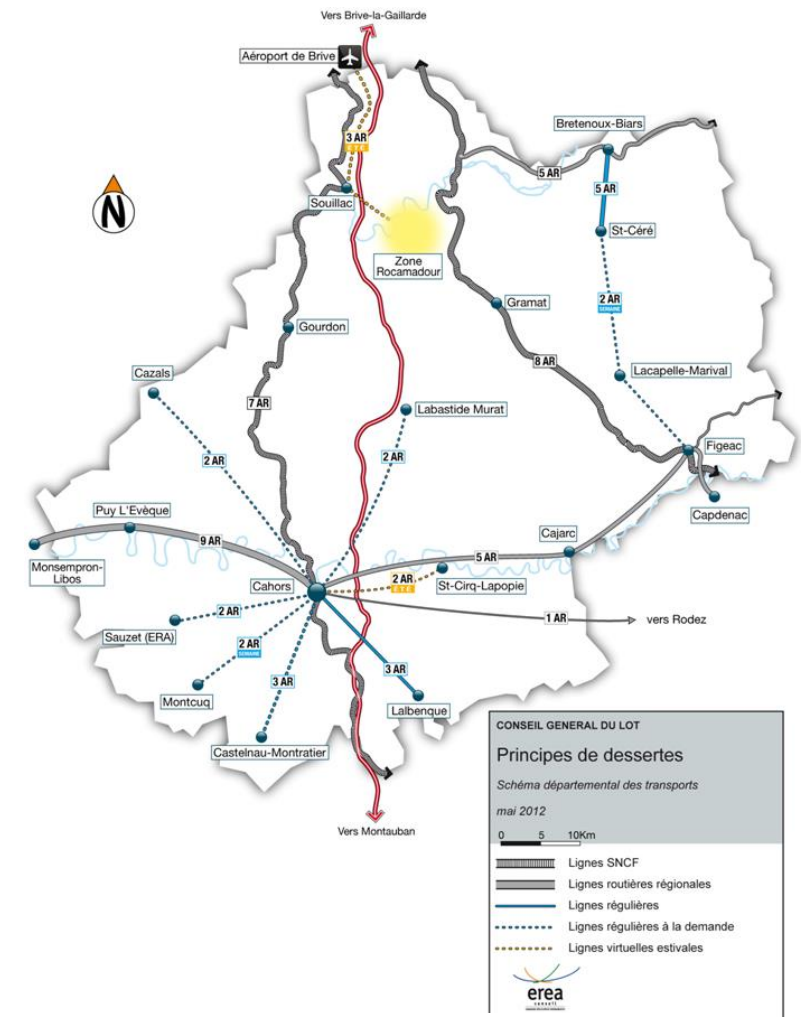 Vers Brive-la-Gaillarde
Aéroport de Brive
3 AR
ETE
Bretenoux-Biars
5 AR
5 AR
Souillac
St-Céré
Zone
Rocamadour
N
2 AR
SEMAINE
Gramat
Gourdon
8 AR
Cazals
Lacapelle-Marival
7 AR
Labastide Murat
2 AR
2 AR
Figeac
Puy L'Evèque
Capdenac
9 AR
Cajarc
Monsempron-
Libos
5 AR
Cahors
2 AR
ETE
St-Cirq-Lapopie
2 AR
1 AR
vers Rodez
Sauzet (ERA)
2 AR
SEMAINE
3 AR
3 AR
Montcuq
Lalbenque
Castelnau-Montratier
Vers Montauban
CONSEIL GENERAL DU LOT
Principes de dessertes
Schéma départemental des transports
mai 2012
0 5 10Km
Lignes SNCF
Lignes routières régionales
Lignes régulières
Lignes régulières à la demande
Lignes virtuelles estivales
erea
conseil